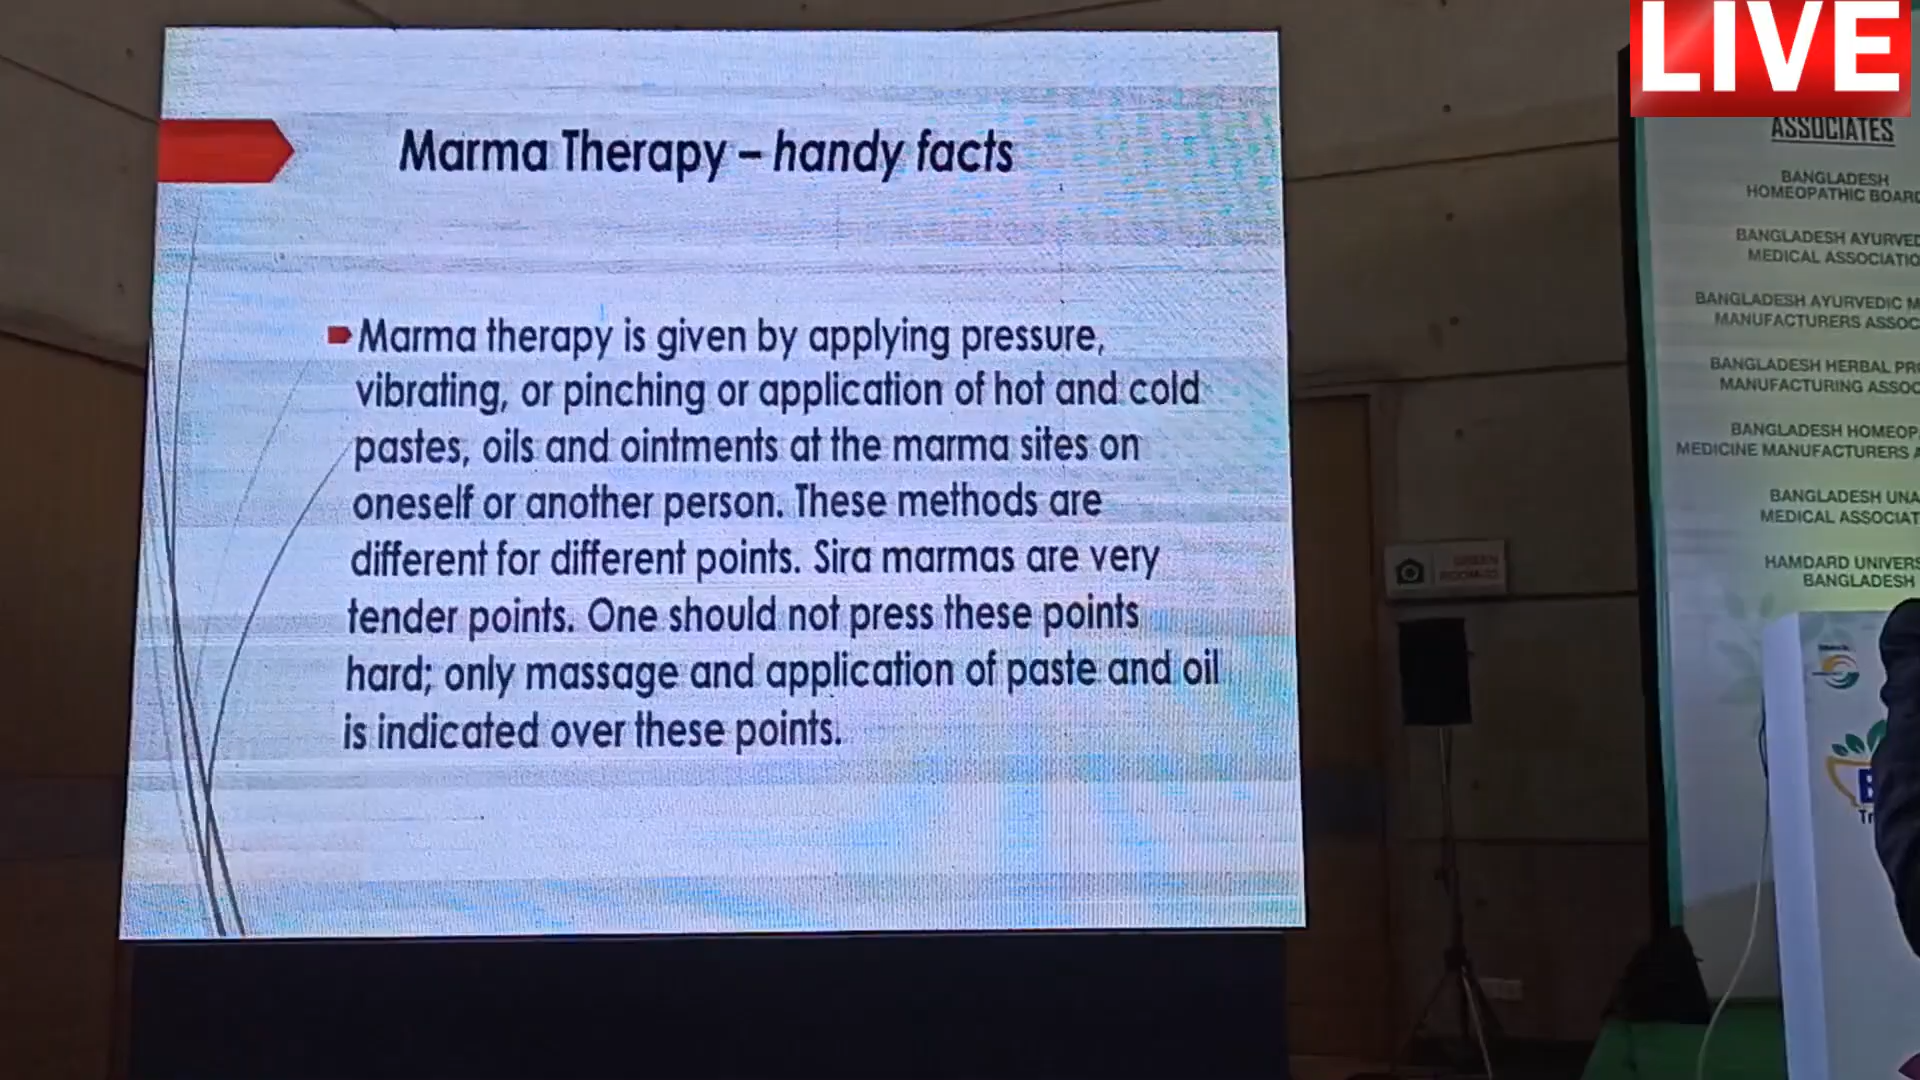 Marma Therapy – handy facts
Marma therapy is given by applying pressure,
vibrating, or pinching or application of hot and cold
pastes, oils and ointments at the marma sites on
oneself or another person. These methods are
different for different points. Sira marmas are very
tender points. One should not press these points
hard; only massage and application of paste and oil
is indicated over these points.
LIVE
ASSOCIATES
BANGLADESH
HOMEOPATHIC BOARD
BANGLADESH AYURVED
MEDICAL ASSOCIATIO
BANGLADESH AYURVEDIC M
MANUFACTURERS ASSOC
BANGLADESH HERBAL PRO
MANUFACTURING ASSOC
BANGLADESH HOMEOP
MEDICINE MANUFACTURERS A
BANGLADESH UNA
MEDICAL ASSOCIAT
HAMDARD UNIVERS
BANGLADESH
GREEN